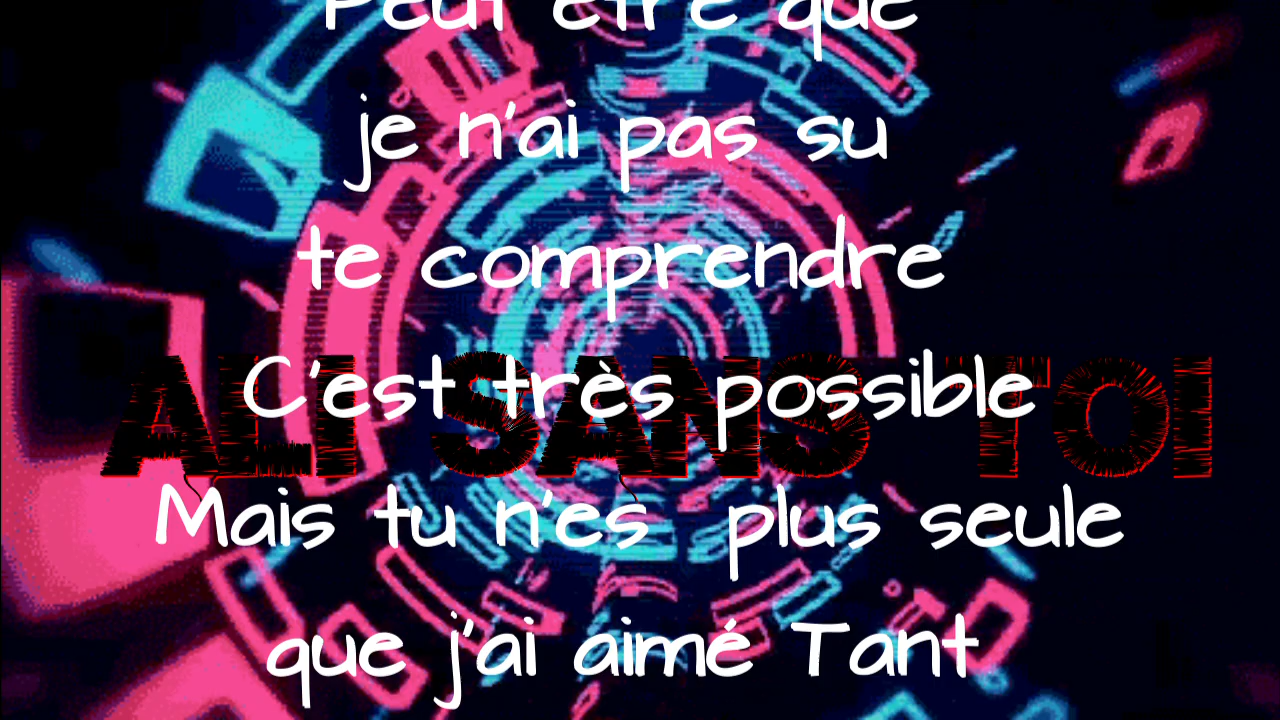 Peut être que
je n'ai pas su
te comprendre
C'est très possible
ALI SANS TOI
Mais tu n'es plus seule
que j'ai aimé Tant